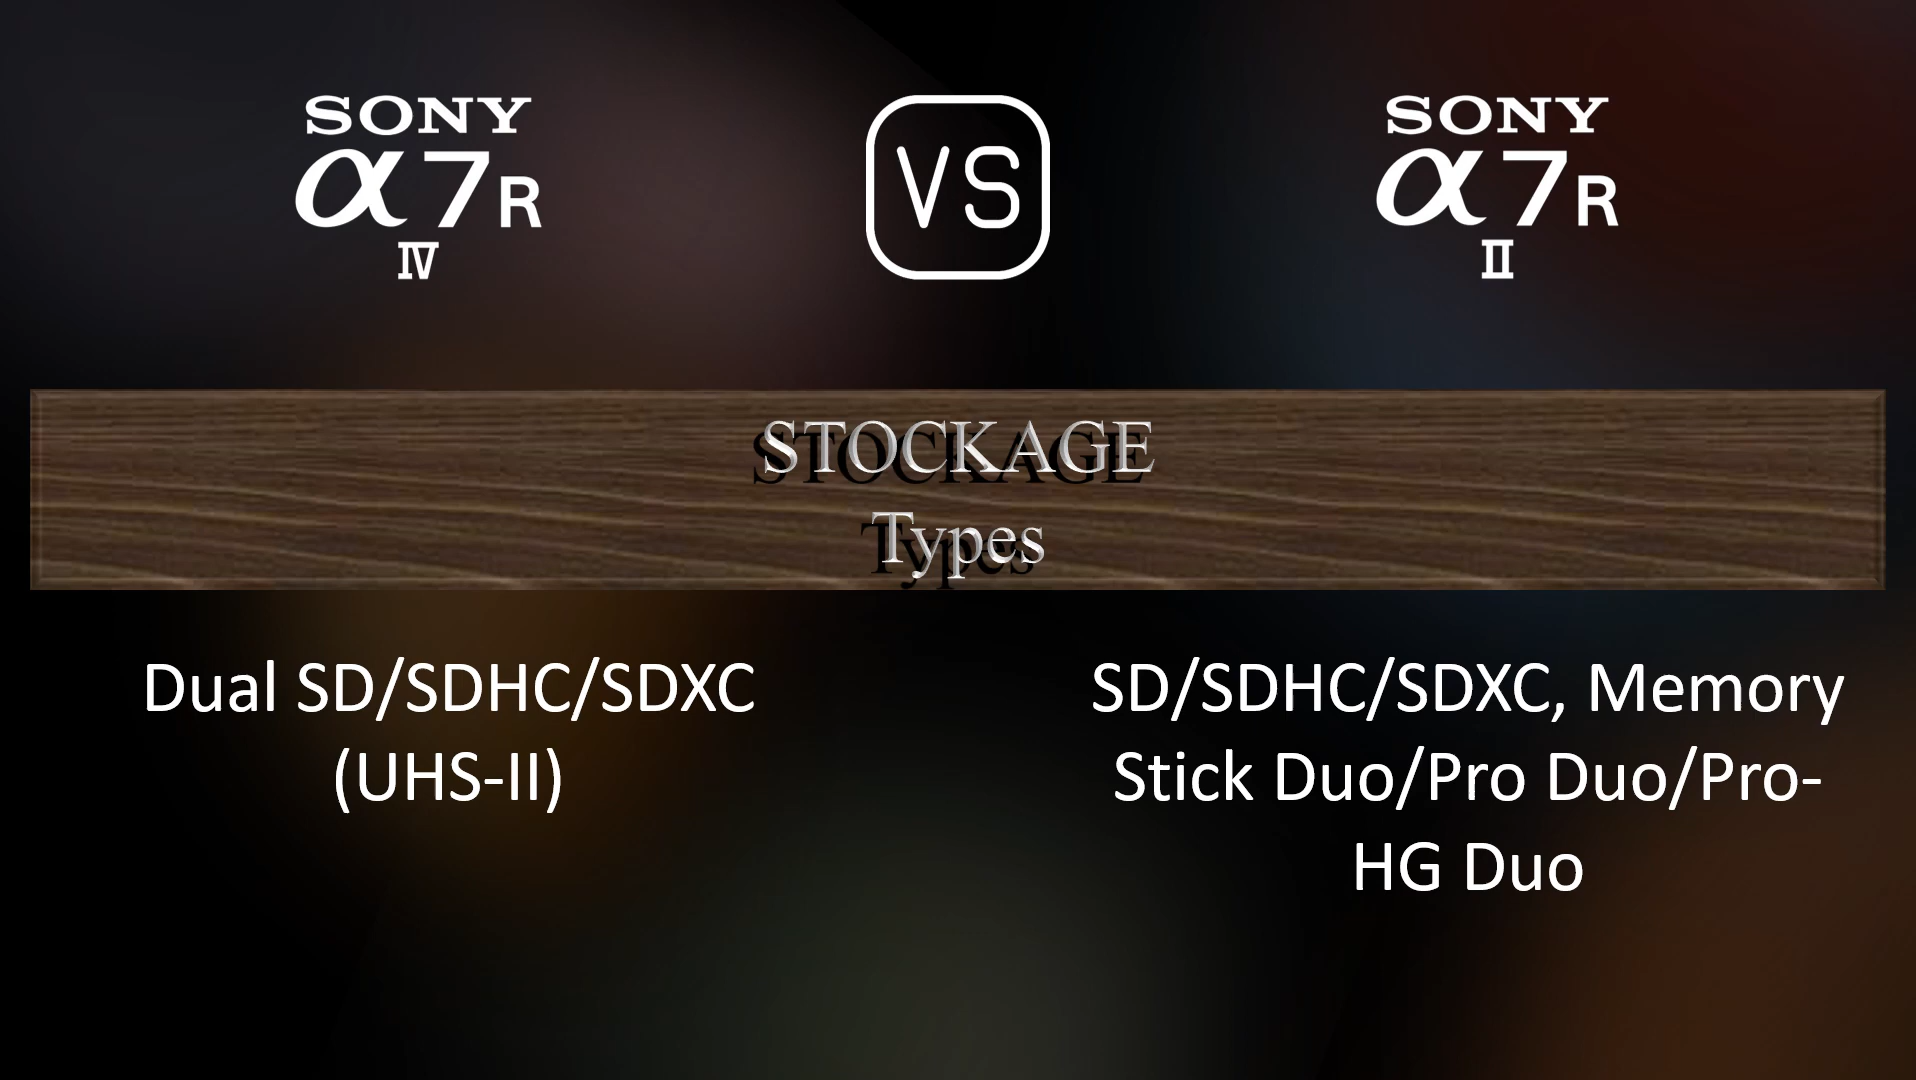 SONY
α7R
IV
VS
SONY
α7R
II
STOCKAGE
Types
Dual SD/SDHC/SDXC
(UHS-II)
SD/SDHC/SDXC, Memory
Stick Duo/Pro Duo/Pro-
HG Duo